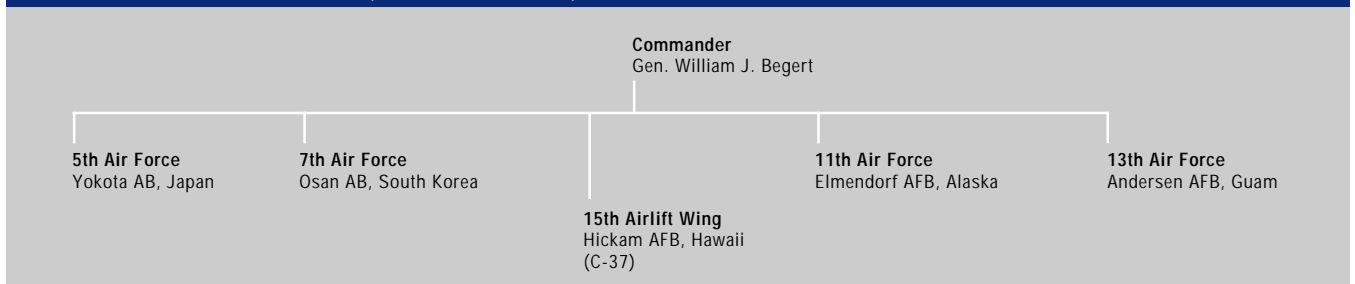 Commander
Gen. William J. Begert
5th Air Force
Yokota AB, Japan
7th Air Force
Osan AB, South Korea
15th Airlift Wing
Hickam AFB, Hawaii
(C-37)
11th Air Force
Elmendorf AFB, Alaska
13th Air Force
Andersen AFB, Guam